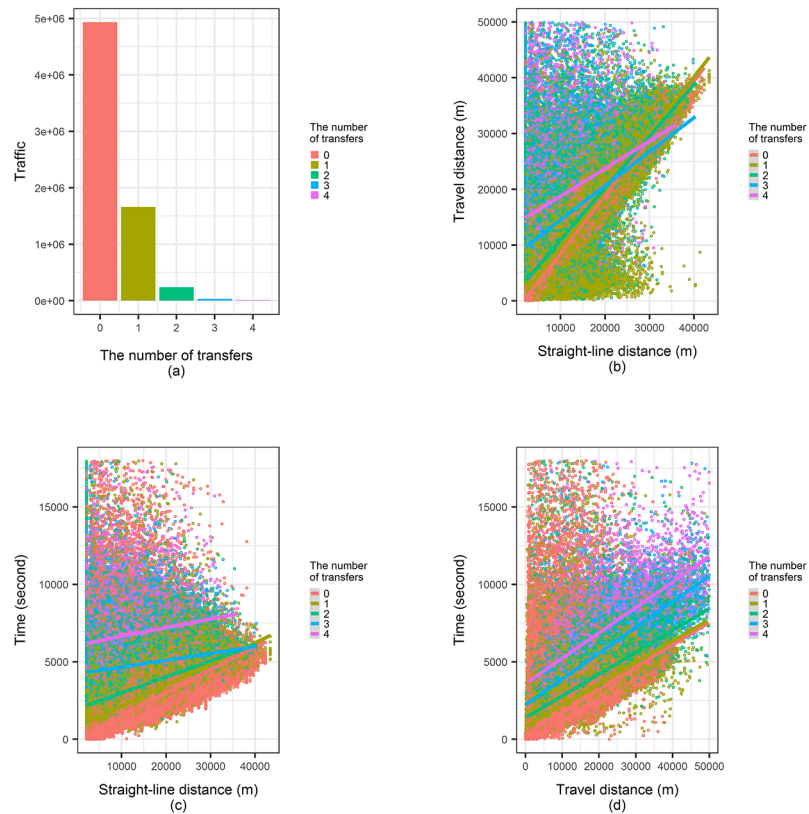 5e+06
4e+06
3e+06
2e+06
1e+06
0e+00
Traffic
0 1 2 3 4
The number of transfers
(a)
The number
of transfers
0
1
2
3
4
50000
40000
30000
20000
10000
0
Travel distance (m)
10000 20000 30000 40000
Straight-line distance (m)
(b)
The number
of transfers
0
1
2
3
4
15000
10000
5000
0
Time (second)
10000 20000 30000 40000
Straight-line distance (m)
(c)
The number
of transfers
0
1
2
3
4
15000
10000
5000
0
Time (second)
0 10000 20000 30000 40000 50000
Travel distance (m)
(d)
The number
of transfers
0
1
2
3
4